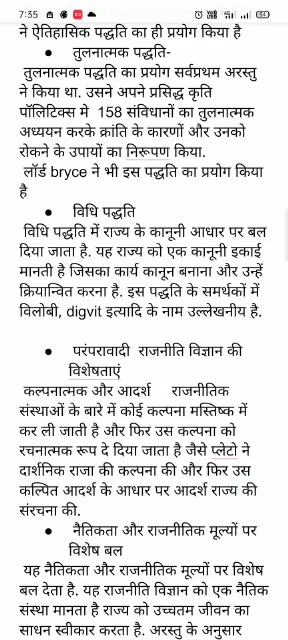 7:35
ने ऐतिहासिक पद्धति का ही प्रयोग किया है
• तुलनात्मक पद्धति-
तुलनात्मक पद्धति का प्रयोग सर्वप्रथम अरस्तु
ने किया था. उसने अपने प्रसिद्ध कृति
पॉलिटिक्स मे 158 संविधानों का तुलनात्मक
अध्ययन करके क्रांति के कारणों और उनको
रोकने के उपायों का निरूपण किया.
लॉर्ड bryce ने भी इस पद्धति का प्रयोग किया
है
• विधि पद्धति
विधि पद्धति में राज्य के कानूनी आधार पर बल
दिया जाता है. यह राज्य को एक कानूनी इकाई
मानती है जिसका कार्य कानून बनाना और उन्हें
क्रियान्वित करना है. इस पद्धति के समर्थकों में
विलोबी, digvit इत्यादि के नाम उल्लेखनीय है.
• परंपरावादी राजनीति विज्ञान की
विशेषताएं
कल्पनात्मक और आदर्श राजनीतिक
संस्थाओं के बारे में कोई कल्पना मस्तिष्क में
कर ली जाती है और फिर उस कल्पना को
रचनात्मक रूप दे दिया जाता है जैसे प्लेटो ने
दार्शनिक राजा की कल्पना की और फिर उस
कल्पित आदर्श के आधार पर आदर्श राज्य की
संरचना की.
• नैतिकता और राजनीतिक मूल्यों पर
विशेष बल
यह नैतिकता और राजनीतिक मूल्यों पर विशेष
बल देता है. यह राजनीति विज्ञान को एक नैतिक
संस्था मानता है राज्य को उच्चतम जीवन का
साधन स्वीकार करता है. अरस्तु के अनुसार